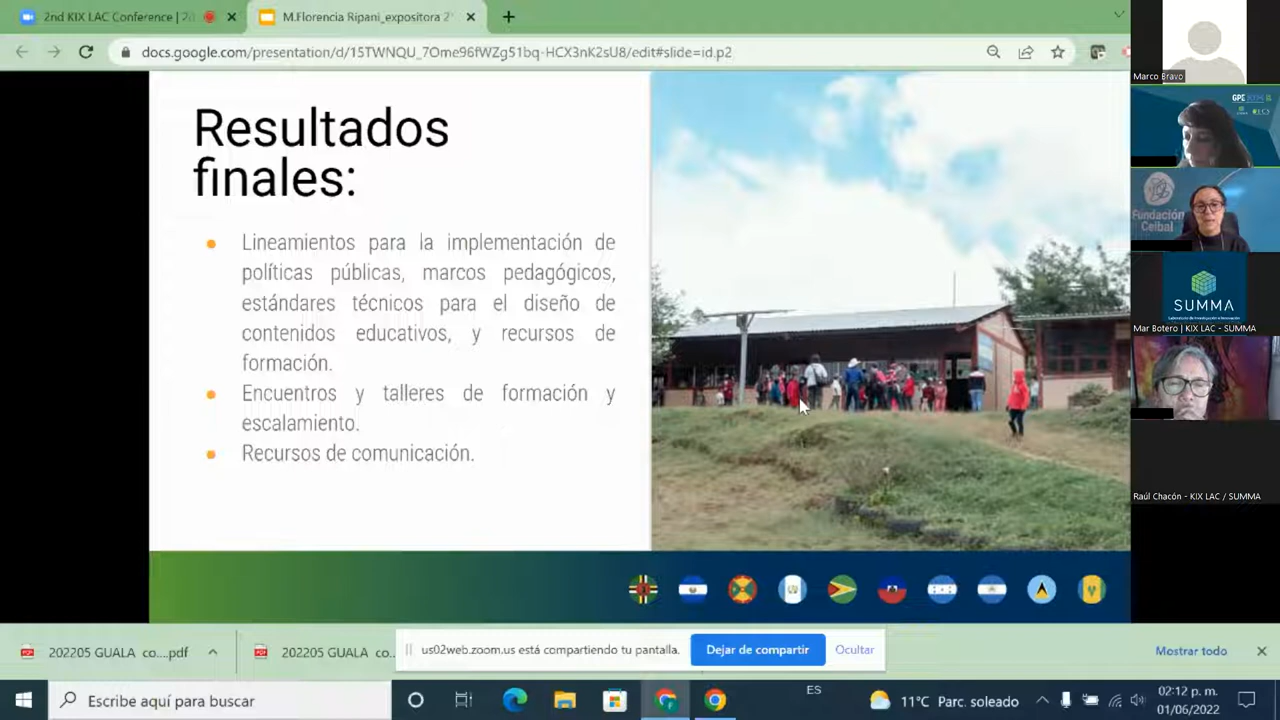 2nd KIX LAC Conference | 20
M.Florencia Ripani_expositora 2
docs.google.com/presentation/d/15TWNQU_7Ome96fWZg51bq-HCX3nK2sU8/edit#slide=id.p2
Resultados
finales:
Lineamientos para la implementación de
políticas públicas, marcos pedagógicos,
estándares técnicos para el diseño de
contenidos educativos, y recursos de
formación.
Encuentros y talleres de formación y
escalamiento.
Recursos de comunicación.
Marco Bravo
GPE
Fundación
Ceibal
SUMMA
Mar Botero | KIX LAC - SUMMA
Raúl Chacón - KIX LAC / SUMMA
202205 GUALA co....pdf
202205 GUALA co..
us02web.zoom.us está compartiendo tu pantalla.
Dejar de compartir
Ocultar
Mostrar todo
Escribe aquí para buscar
ES
11°C Parc. soleado
02:12 p. m.
01/06/2022